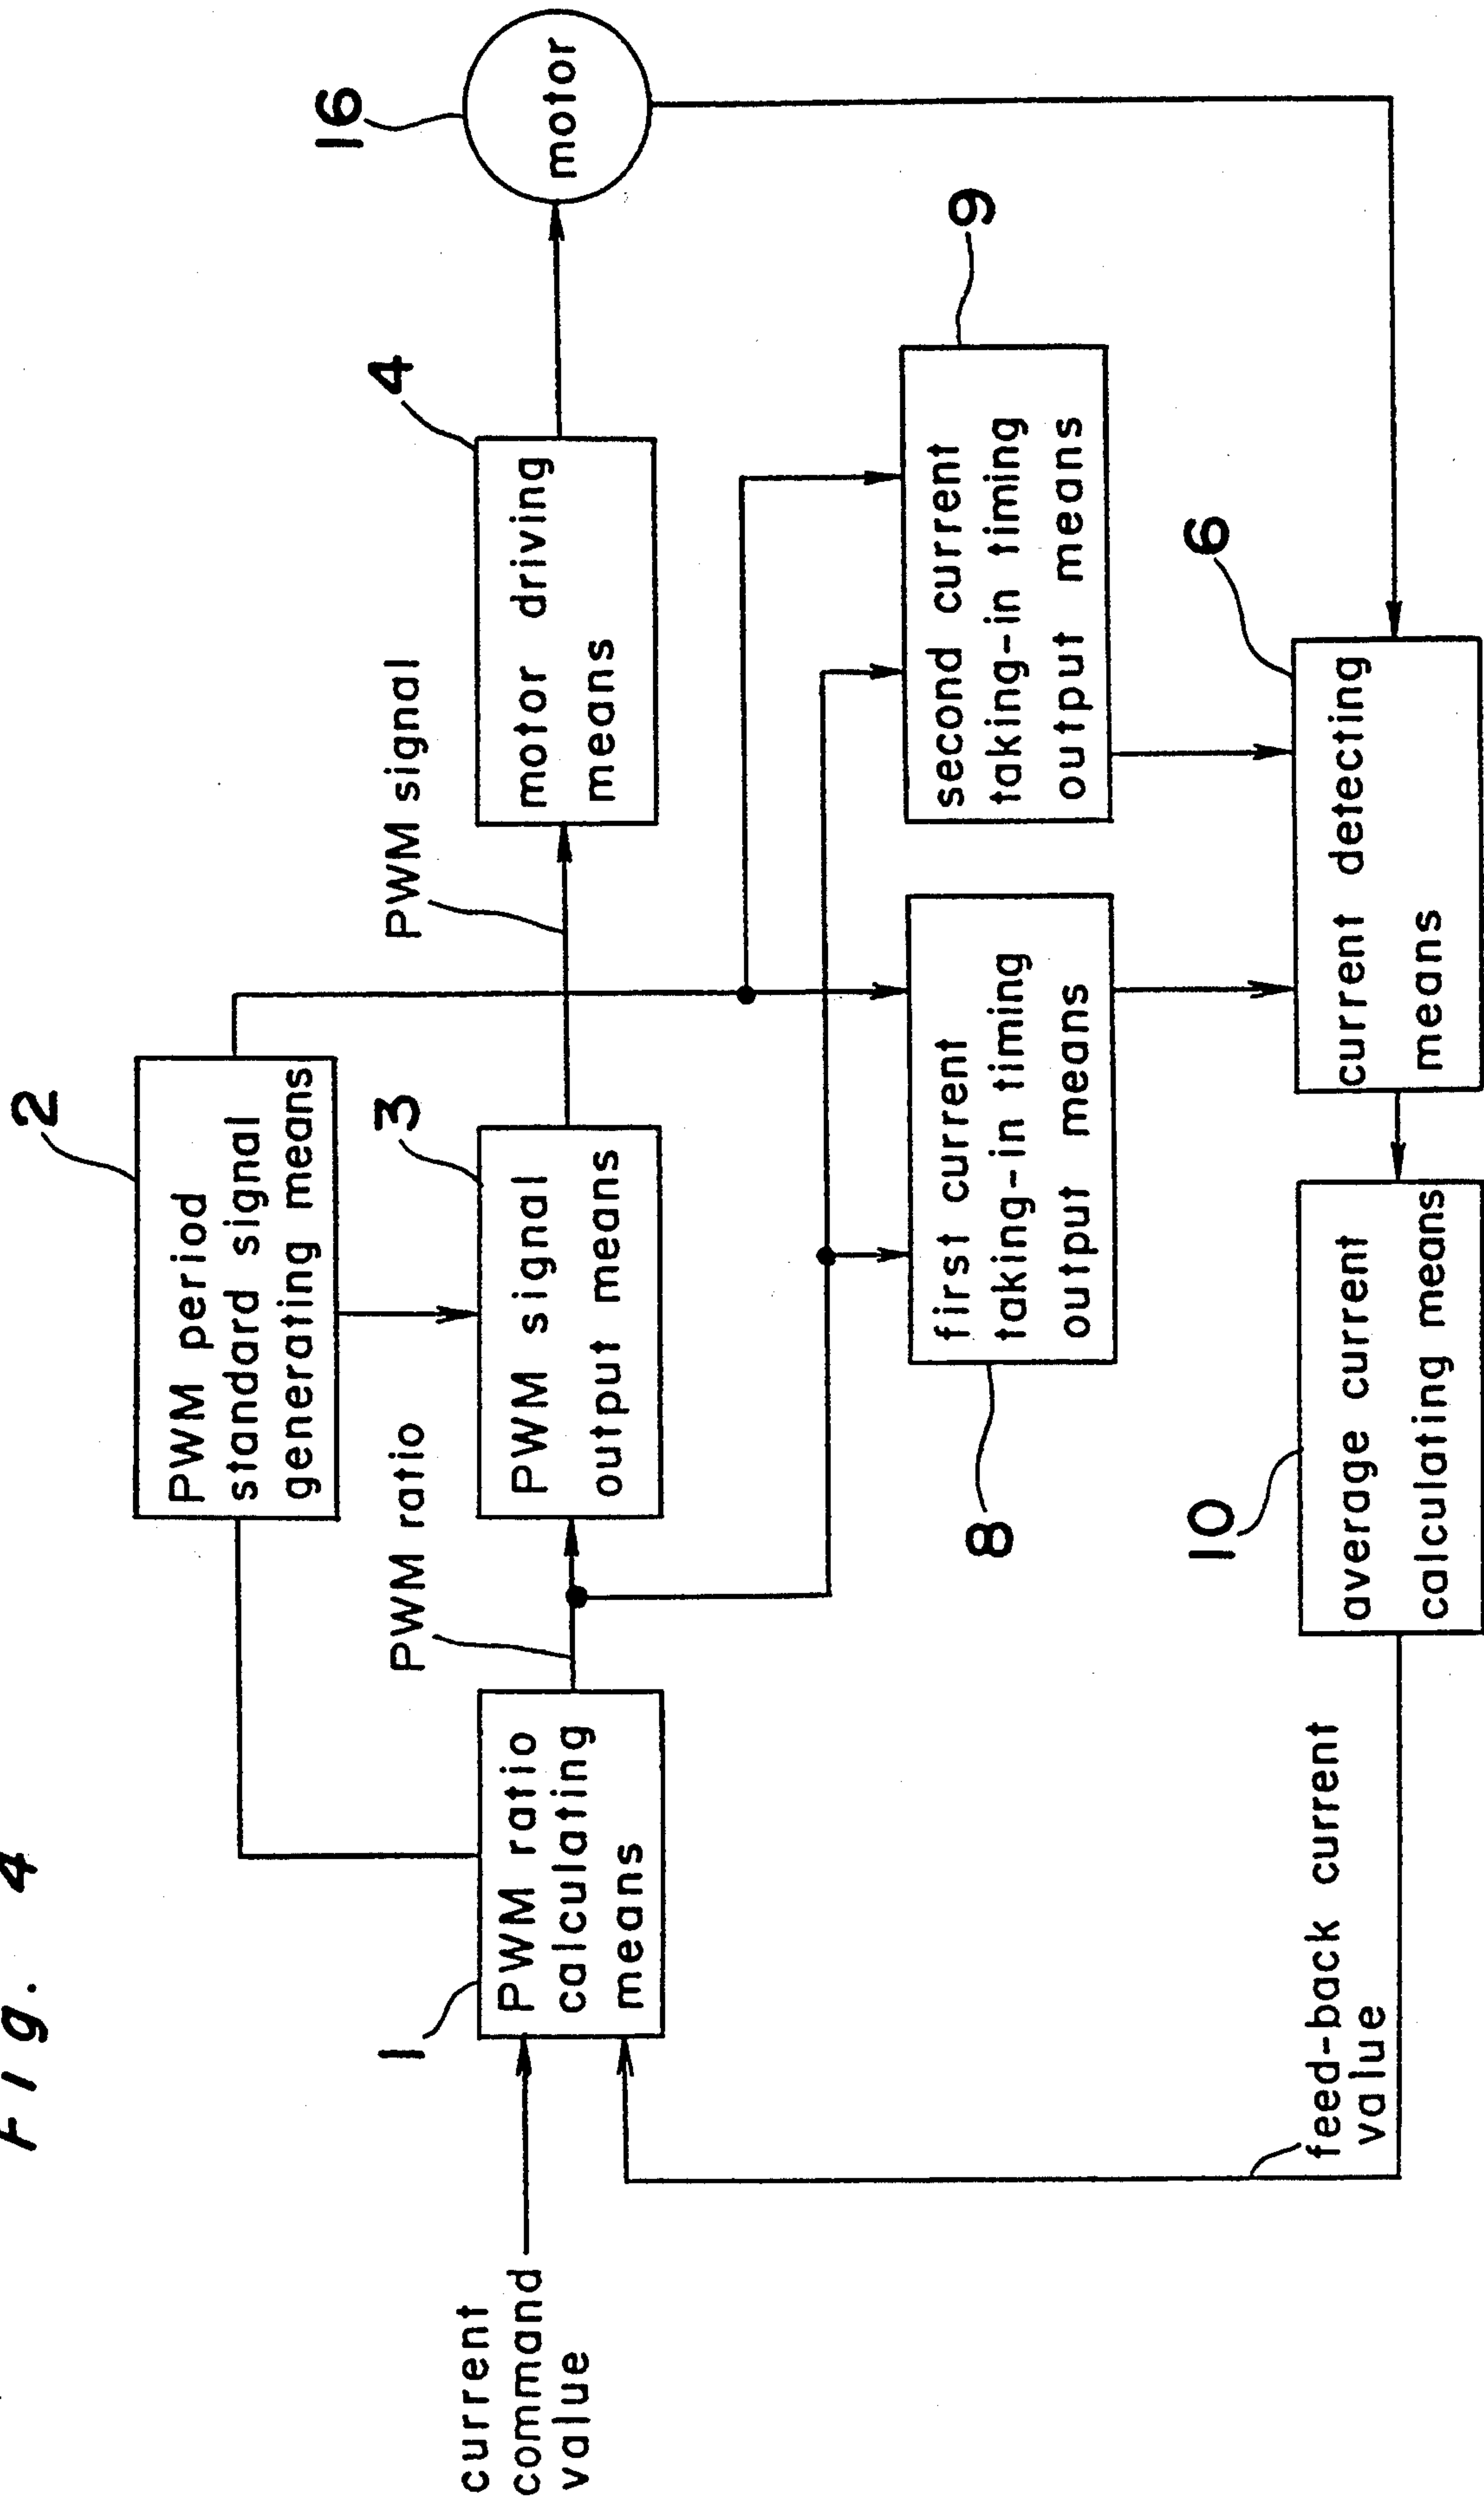 Fig. 4
2
PWM period
standard signal
generating means
16
motor
PWM ratio
3
PWM signal
output means
PWM signal
4
motor driving
means
1
PWM ratio
calculating
means
current
command
value
8
first current
taking-in timing
output means
9
second current
taking-in timing
output means
10
average current
calculating means
6
current detecting
means
feed-back current
value